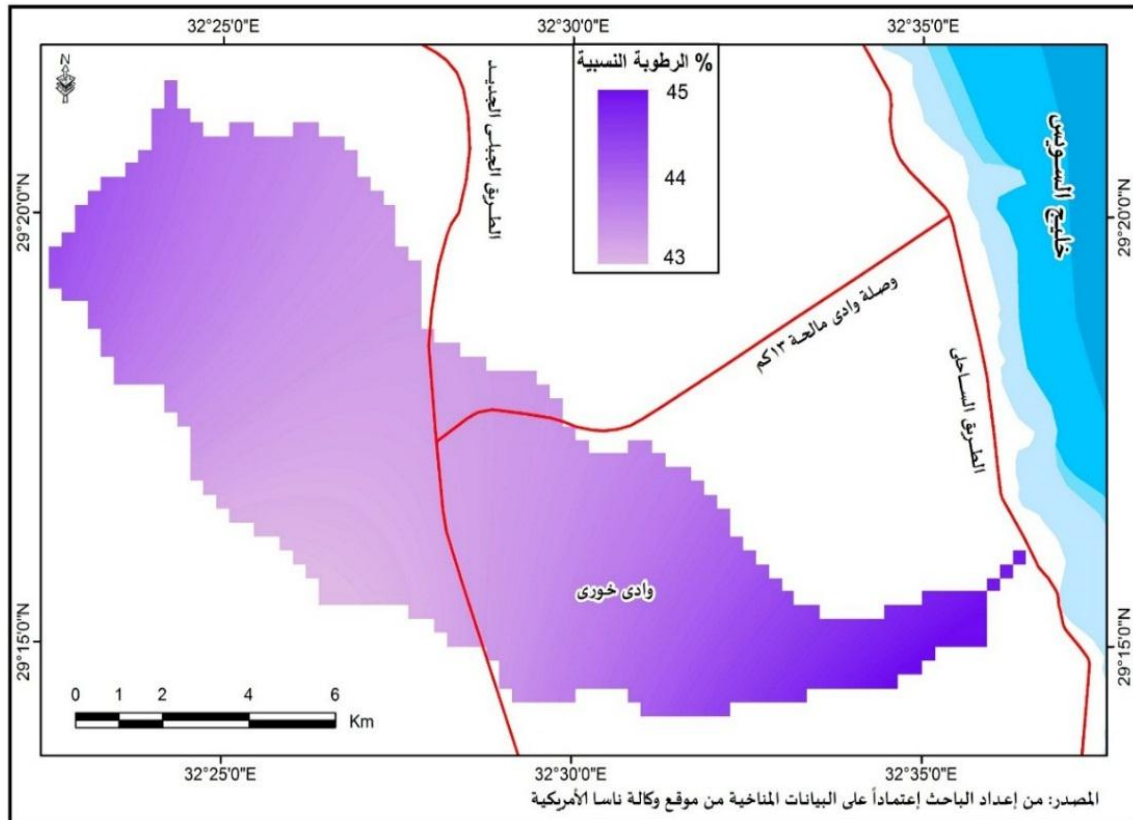 32°25'0"E
32°30'0"E
32°35'0"E
N
% الرطوبة النسبية
45
44
43
الطريق الجبلى الجديد
خليج السويس
29°20'0"N
29°20'0"N
وصلة وادى مالحة ١٣كم
الطريق الساحلى
وادى خورى
29°15'0"N
29°15'0"N
0 1 2 4 6
Km
32°25'0"E
32°30'0"E
32°35'0"E
المصدر: من إعداد الباحث إعتماداً على البيانات المناخية من موقع وكالة ناسا الأمريكية